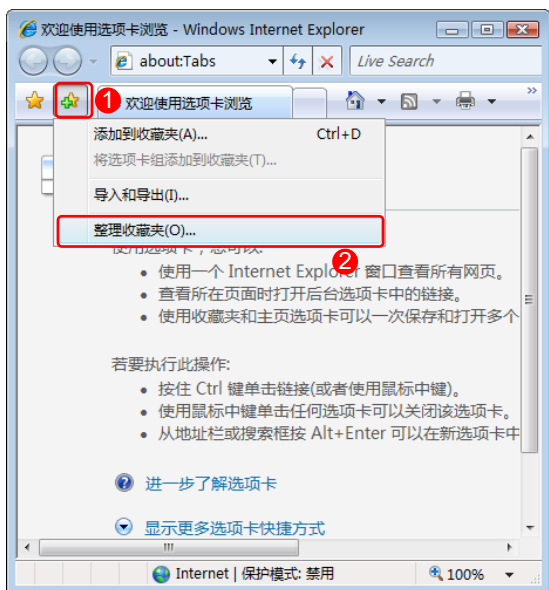 欢迎使用选项卡浏览 - Windows Internet Explorer
about:Tabs Live Search
1 欢迎使用选项卡浏览 »
添加到收藏夹(A)... Ctrl+D
将选项卡组添加到收藏夹(T)...
导入和导出(I)...
整理收藏夹(O)...
2
使用选项卡，您可以:
• 使用一个 Internet Explorer 窗口查看所有网页。
• 查看所在页面时打开后台选项卡中的链接。
• 使用收藏夹和主页选项卡可以一次保存和打开多个
若要执行此操作:
• 按住 Ctrl 键单击链接(或者使用鼠标中键)。
• 使用鼠标中键单击任何选项卡可以关闭该选项卡。
• 从地址栏或搜索框按 Alt+Enter 可以在新选项卡中
进一步了解选项卡
显示更多选项卡快捷方式
Internet | 保护模式: 禁用 100%